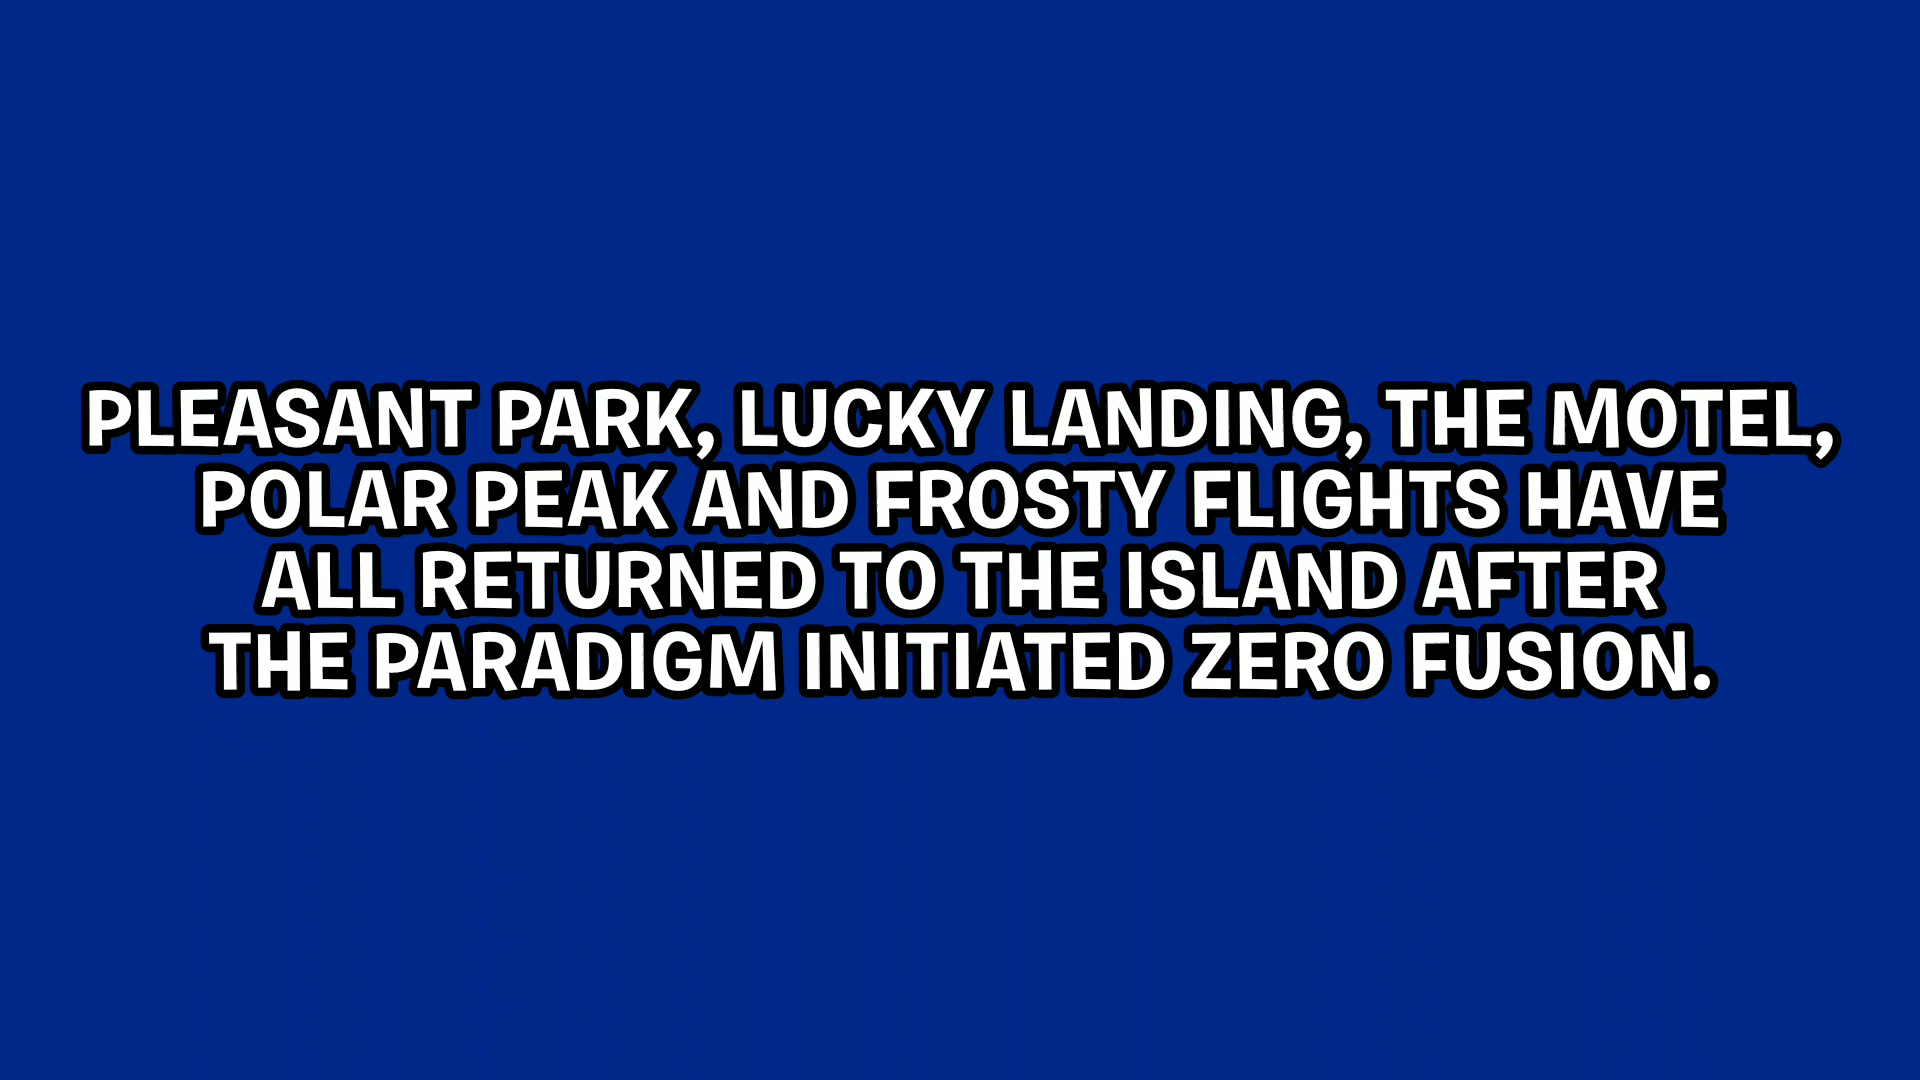 PLEASANT PARK, LUCKY LANDING, THE MOTEL,
POLAR PEAK AND FROSTY FLIGHTS HAVE
ALL RETURNED TO THE ISLAND AFTER
THE PARADIGM INITIATED ZERO FUSION.